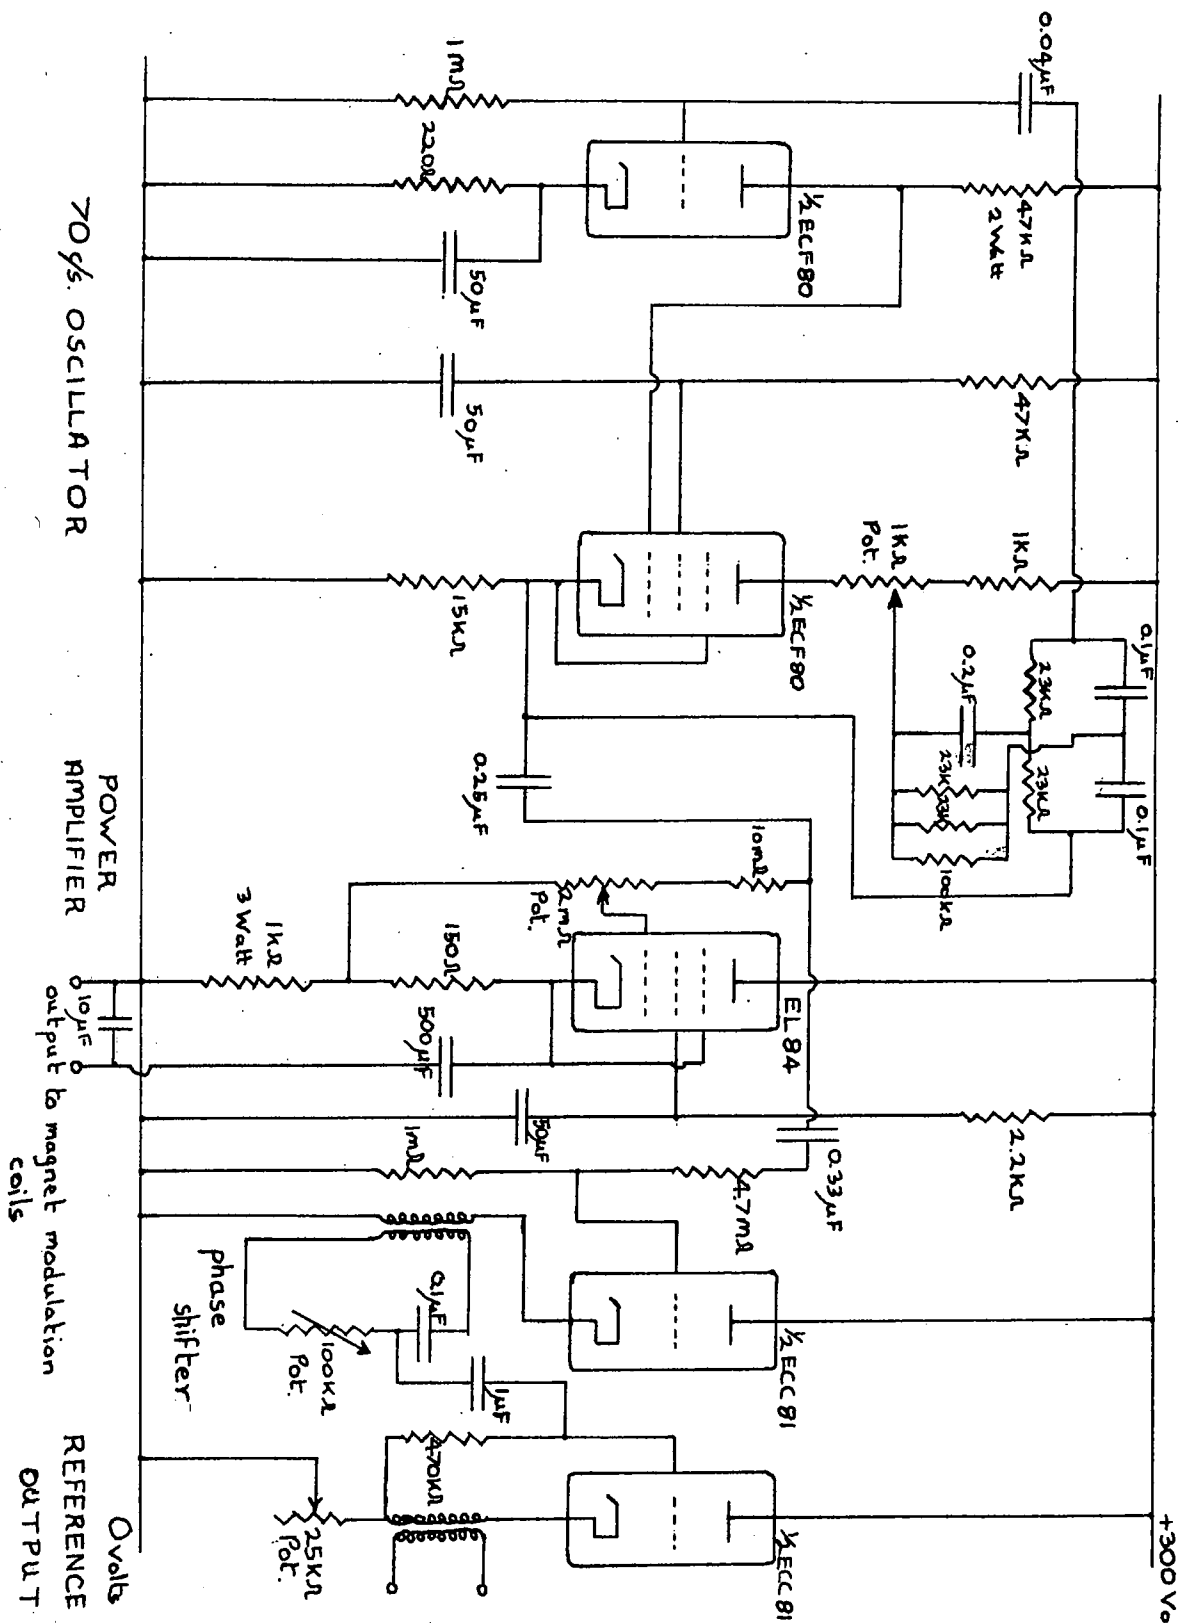 +300 Vo
0.04µF
47KΩ
2 Watt
47KΩ
1KΩ
1KΩ
Pot.
0.1µF
0.1µF
23KΩ
23KΩ
0.2µF
23K
23K
100KΩ
2.2KΩ
½ ECF80
½ ECF80
EL84
½ ECC81
½ ECC81
1mΩ
220Ω
50µF
50µF
15KΩ
0.25µF
10mΩ
2mΩ
Pot.
150Ω
500µF
50µF
0.33µF
4.7mΩ
1mΩ
1KΩ
3 Watt
10µF
0.1µF
100KΩ
Pot.
1µF
470KΩ
25KΩ
Pot.
phase
shifter
0 volts
70 c/s. OSCILLATOR
POWER
AMPLIFIER
output to magnet modulation
coils
REFERENCE
OUTPUT